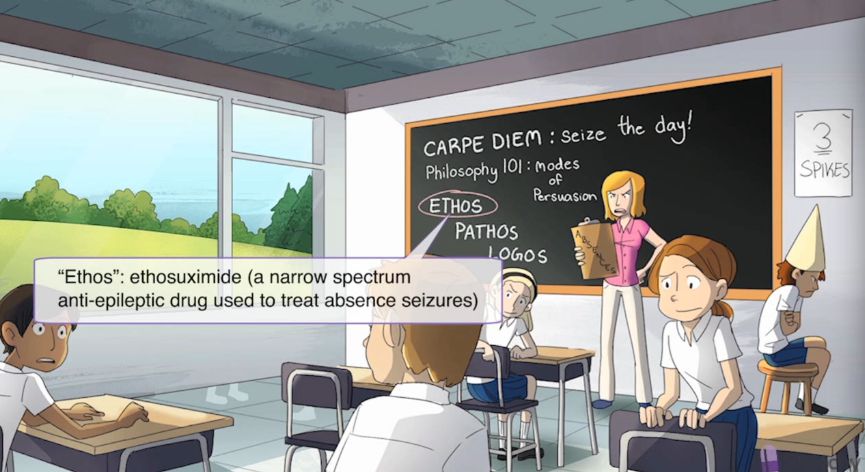 CARPE DIEM : seize the day!
Philosophy 101 : modes
of
Persuasion
ETHOS
PATHOS
LOGOS
ABSENCES
3
SPIKES
“Ethos”: ethosuximide (a narrow spectrum
anti-epileptic drug used to treat absence seizures)